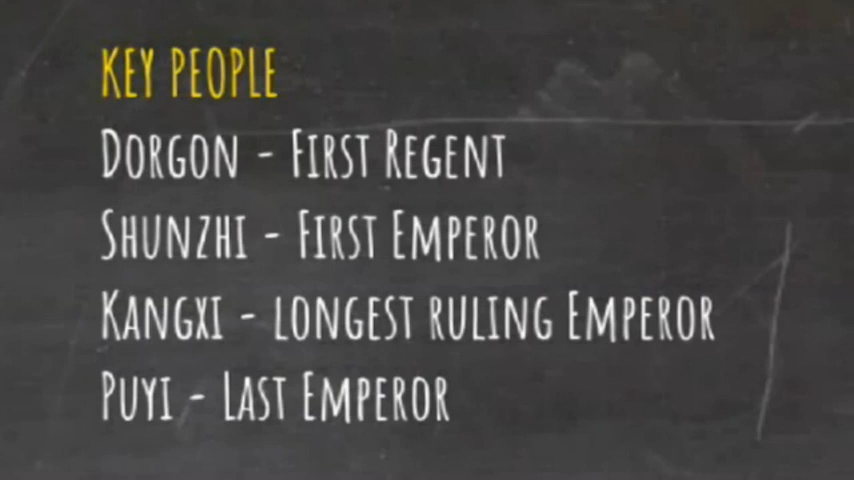 KEY PEOPLE
DORGON - FIRST REGENT
SHUNZHI - FIRST EMPEROR
KANGXI - LONGEST RULING EMPEROR
PUYI - LAST EMPEROR